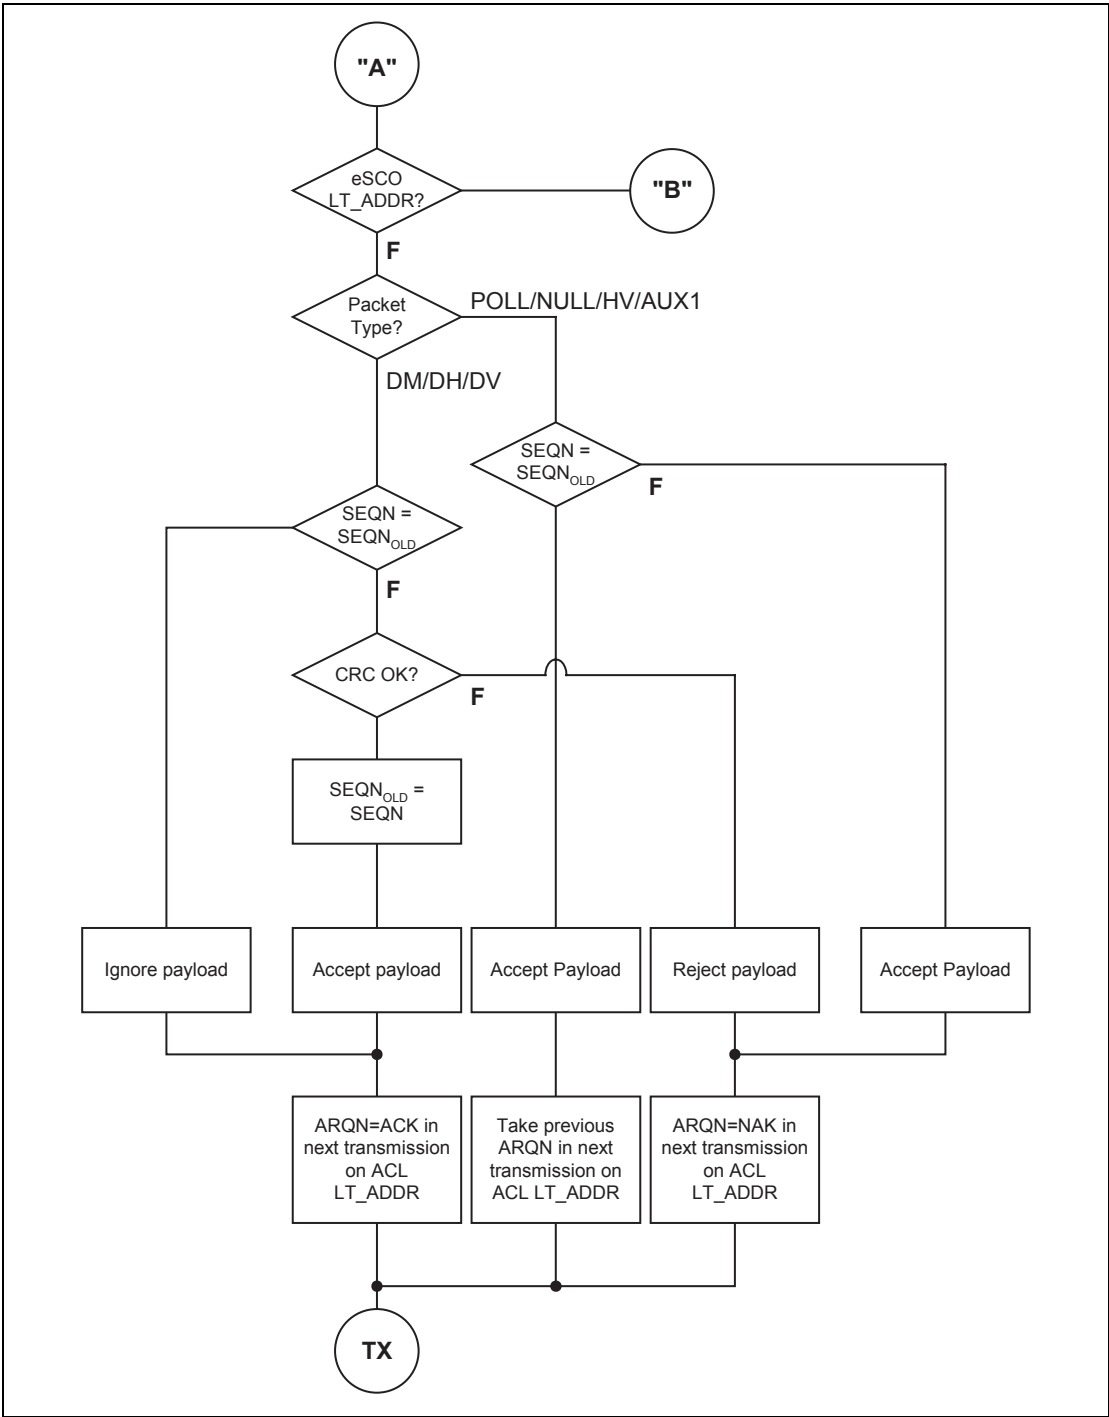 "A"
eSCO
LT_ADDR?
"B"
F
Packet
Type?
POLL/NULL/HV/AUX1
DM/DH/DV
SEQN =
SEQNOLD
F
SEQN =
SEQNOLD
F
CRC OK?
F
SEQNOLD =
SEQN
Ignore payload
Accept payload
Accept Payload
Reject payload
Accept Payload
ARQN=ACK in
next transmission
on ACL
LT_ADDR
Take previous
ARQN in next
transmission on
ACL LT_ADDR
ARQN=NAK in
next transmission
on ACL
LT_ADDR
TX